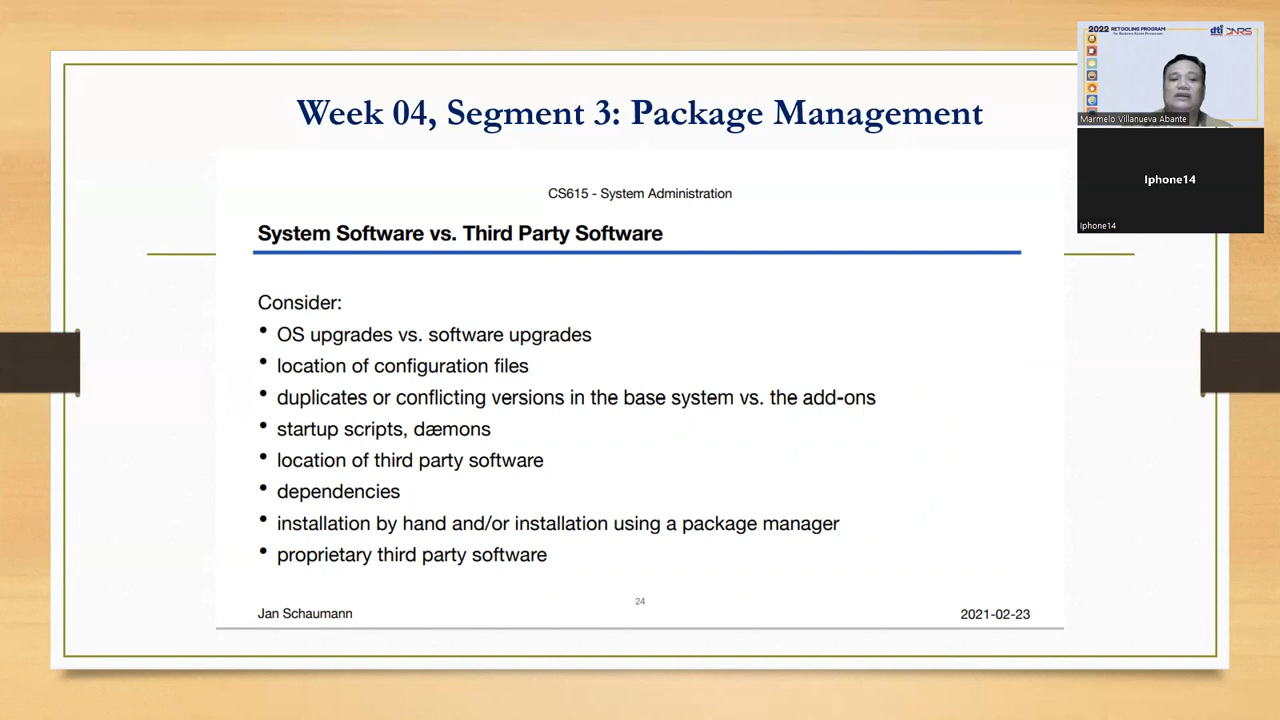 Week 04, Segment 3: Package Management
CS615 - System Administration
System Software vs. Third Party Software
Consider:
• OS upgrades vs. software upgrades
• location of configuration files
• duplicates or conflicting versions in the base system vs. the add-ons
• startup scripts, dæmons
• location of third party software
• dependencies
• installation by hand and/or installation using a package manager
• proprietary third party software
Jan Schaumann
24
2021-02-23
2022 RETOOLING PROGRAM
dti
Marmelo Villanueva Abante
Iphone14
Iphone14